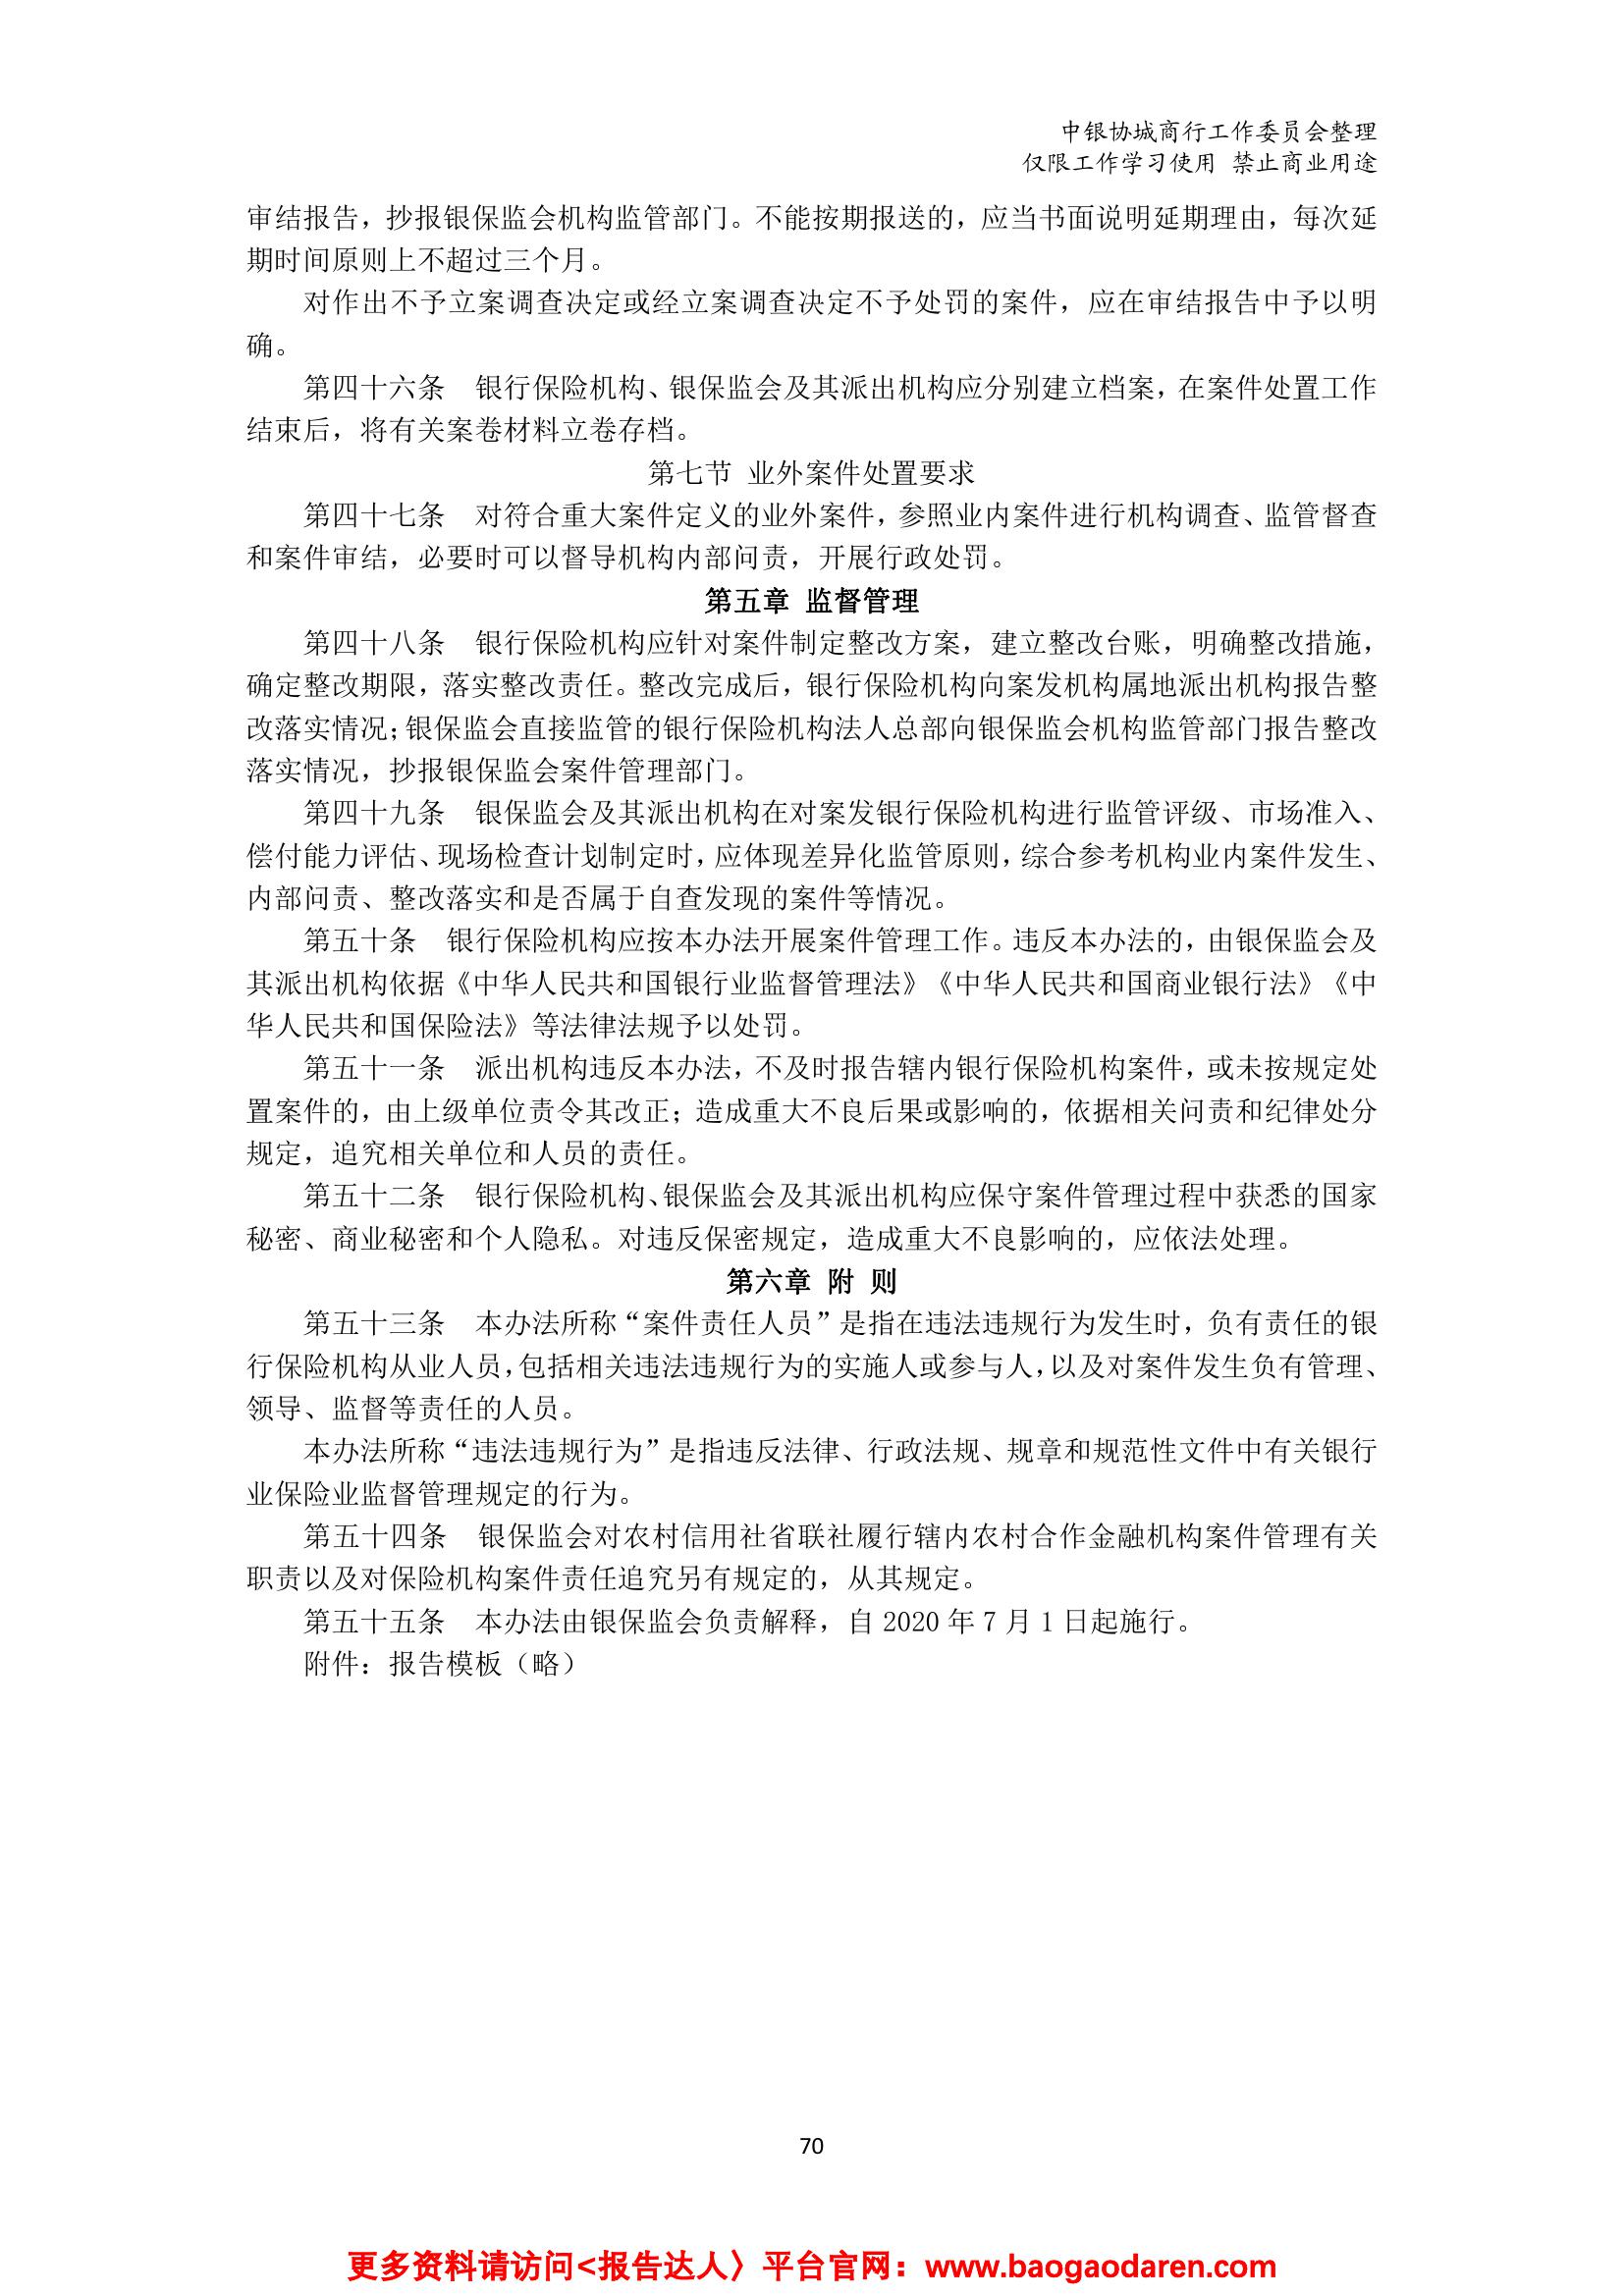 中银协城商行工作委员会整理
仅限工作学习使用 禁止商业用途
审结报告，抄报银保监会机构监管部门。不能按期报送的，应当书面说明延期理由，每次延
期时间原则上不超过三个月。
对作出不予立案调查决定或经立案调查决定不予处罚的案件，应在审结报告中予以明
确。
第四十六条　银行保险机构、银保监会及其派出机构应分别建立档案，在案件处置工作
结束后，将有关案卷材料立卷存档。
第七节 业外案件处置要求
第四十七条　对符合重大案件定义的业外案件，参照业内案件进行机构调查、监管督查
和案件审结，必要时可以督导机构内部问责，开展行政处罚。
第五章 监督管理
第四十八条　银行保险机构应针对案件制定整改方案，建立整改台账，明确整改措施，
确定整改期限，落实整改责任。整改完成后，银行保险机构向案发机构属地派出机构报告整
改落实情况；银保监会直接监管的银行保险机构法人总部向银保监会机构监管部门报告整改
落实情况，抄报银保监会案件管理部门。
第四十九条　银保监会及其派出机构在对案发银行保险机构进行监管评级、市场准入、
偿付能力评估、现场检查计划制定时，应体现差异化监管原则，综合参考机构业内案件发生、
内部问责、整改落实和是否属于自查发现的案件等情况。
第五十条　银行保险机构应按本办法开展案件管理工作。违反本办法的，由银保监会及
其派出机构依据《中华人民共和国银行业监督管理法》《中华人民共和国商业银行法》《中
华人民共和国保险法》等法律法规予以处罚。
第五十一条　派出机构违反本办法，不及时报告辖内银行保险机构案件，或未按规定处
置案件的，由上级单位责令其改正；造成重大不良后果或影响的，依据相关问责和纪律处分
规定，追究相关单位和人员的责任。
第五十二条　银行保险机构、银保监会及其派出机构应保守案件管理过程中获悉的国家
秘密、商业秘密和个人隐私。对违反保密规定，造成重大不良影响的，应依法处理。
第六章 附 则
第五十三条　本办法所称“案件责任人员”是指在违法违规行为发生时，负有责任的银
行保险机构从业人员，包括相关违法违规行为的实施人或参与人，以及对案件发生负有管理、
领导、监督等责任的人员。
本办法所称“违法违规行为”是指违反法律、行政法规、规章和规范性文件中有关银行
业保险业监督管理规定的行为。
第五十四条　银保监会对农村信用社省联社履行辖内农村合作金融机构案件管理有关
职责以及对保险机构案件责任追究另有规定的，从其规定。
第五十五条　本办法由银保监会负责解释，自 2020 年 7 月 1 日起施行。
附件：报告模板（略）
70
更多资料请访问<报告达人〉平台官网：www.baogaodaren.com